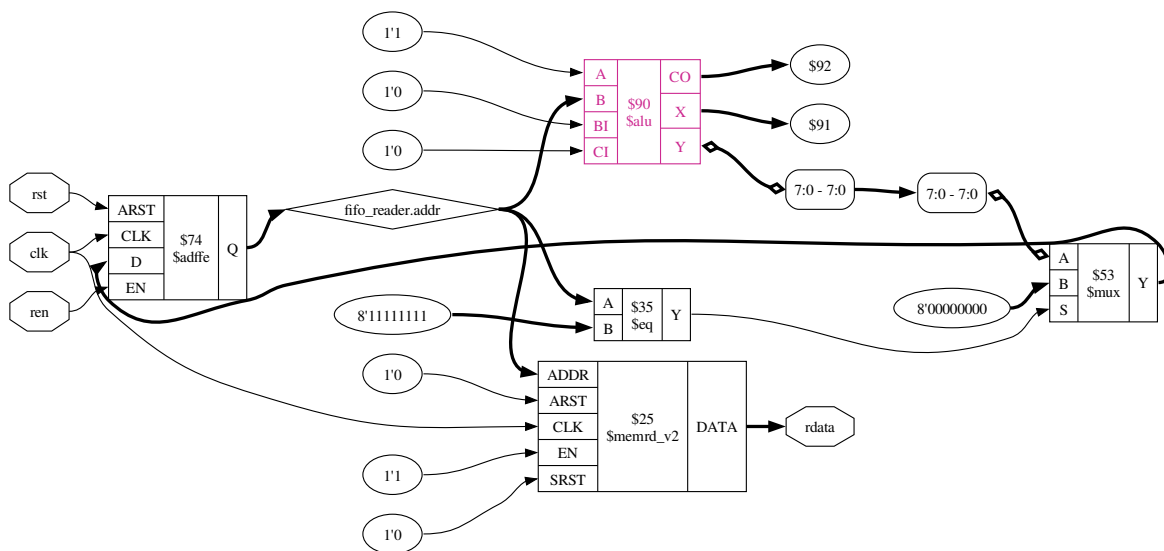 1'1
1'0
1'0
A
B
BI
CI
$90
$alu
CO
X
Y
$92
$91
7:0 - 7:0
7:0 - 7:0
rst
clk
ren
ARST
CLK
D
EN
$74
$adffe
Q
fifo_reader.addr
8'11111111
A
B
$35
$eq
Y
8'00000000
A
B
S
$53
$mux
Y
1'0
1'1
1'0
ADDR
ARST
CLK
EN
SRST
$25
$memrd_v2
DATA
rdata